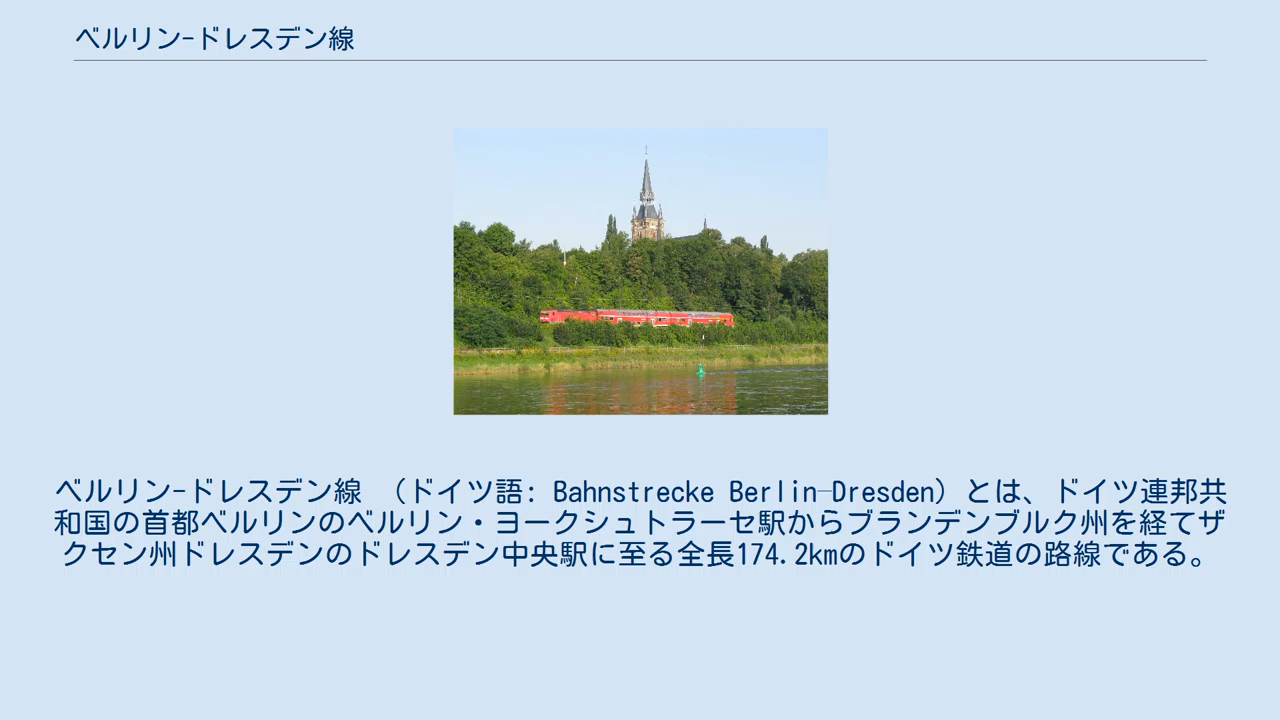 ベルリン-ドレスデン線
ベルリン-ドレスデン線 （ドイツ語: Bahnstrecke Berlin–Dresden）とは、ドイツ連邦共
和国の首都ベルリンのベルリン・ヨークシュトラーセ駅からブランデンブルク州を経てザ
クセン州ドレスデンのドレスデン中央駅に至る全長174.2kmのドイツ鉄道の路線である。